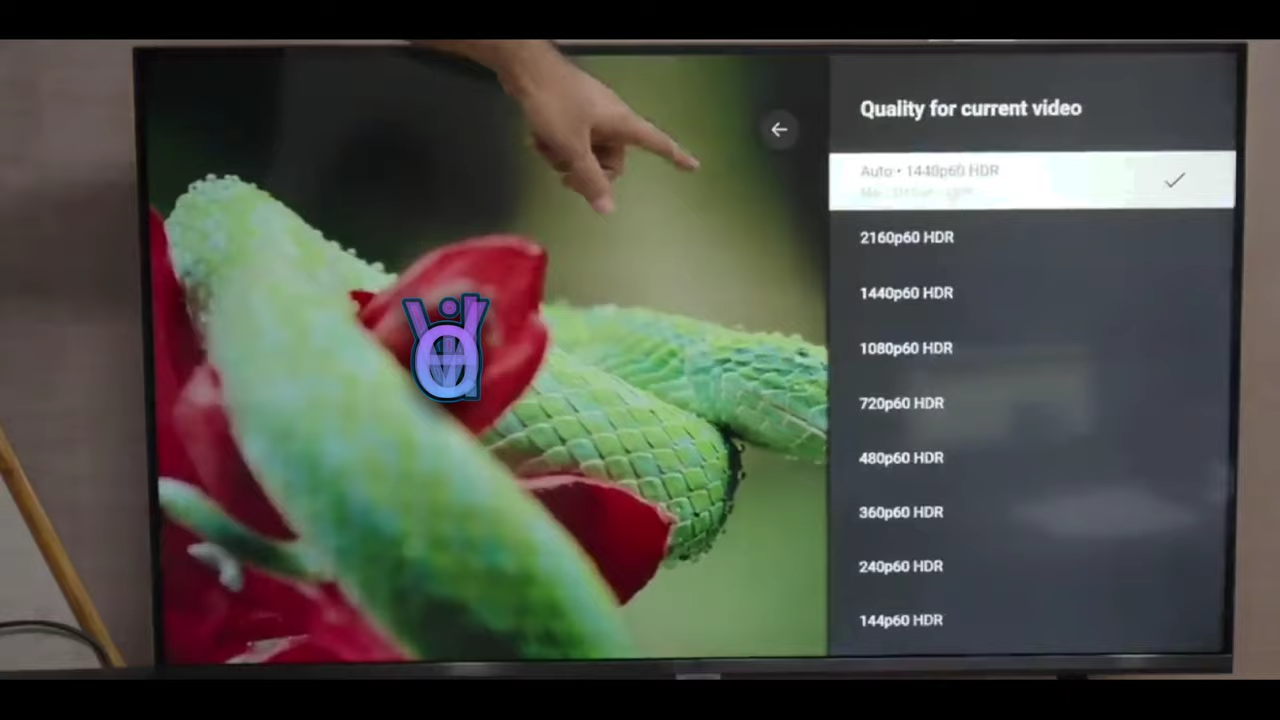 Quality for current video
Auto • 1440p60 HDR
2160p60 HDR
1440p60 HDR
1080p60 HDR
720p60 HDR
480p60 HDR
360p60 HDR
240p60 HDR
144p60 HDR